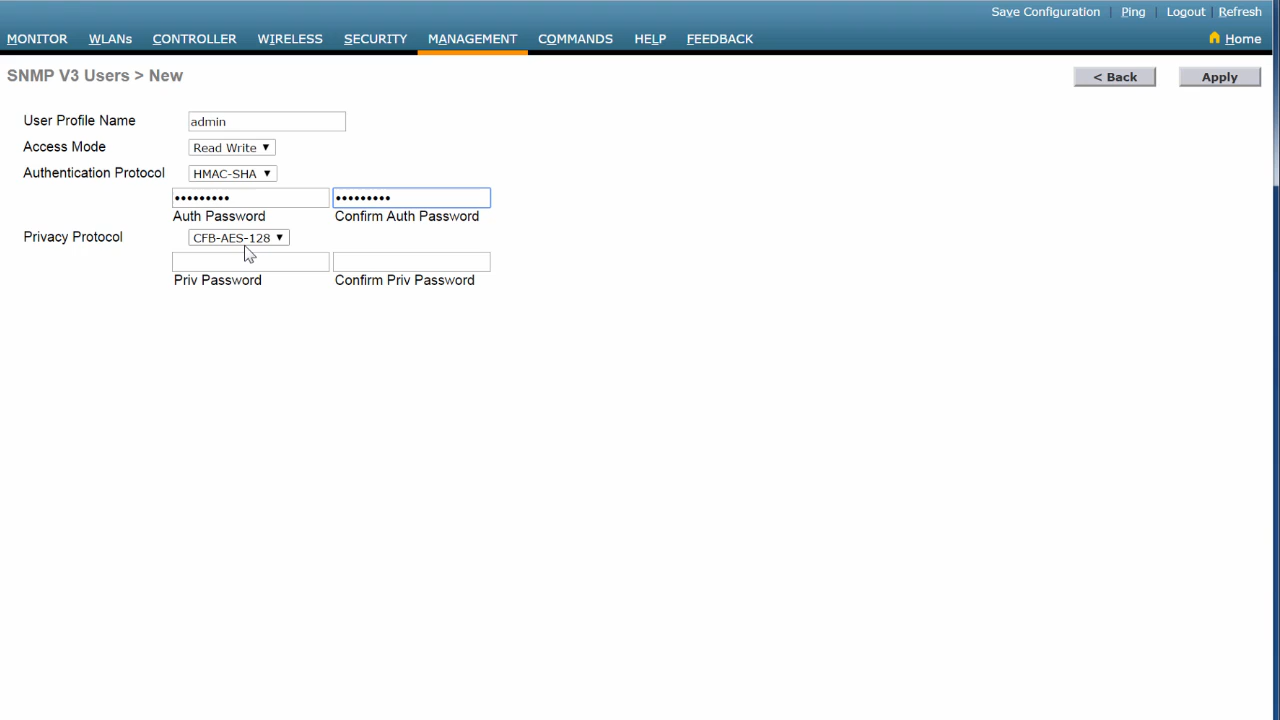 Save Configuration | Ping | Logout | Refresh
MONITOR WLANs CONTROLLER WIRELESS SECURITY MANAGEMENT COMMANDS HELP FEEDBACK Home
SNMP V3 Users > New < Back Apply
User Profile Name admin
Access Mode Read Write ▼
Authentication Protocol HMAC-SHA ▼
••••••••• •••••••••
Auth Password Confirm Auth Password
Privacy Protocol CFB-AES-128 ▼
Priv Password Confirm Priv Password